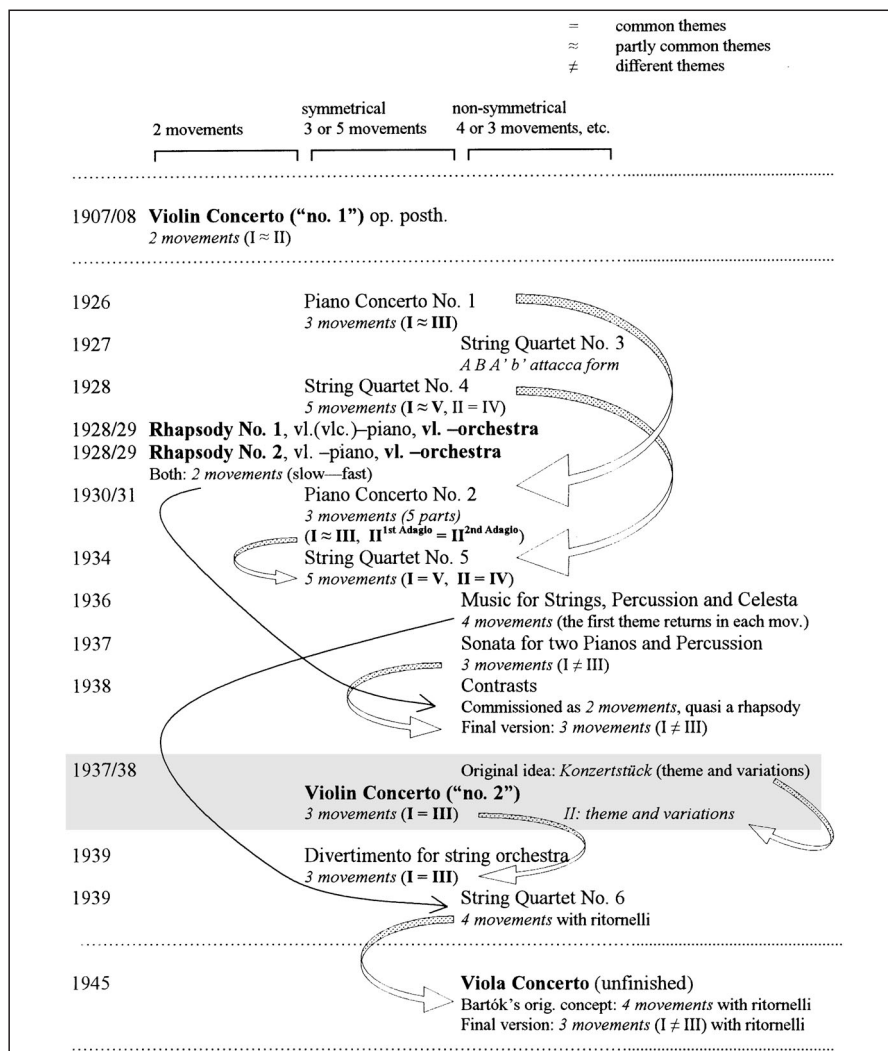 = common themes
≈ partly common themes
≠ different themes
symmetrical non-symmetrical
2 movements 3 or 5 movements 4 or 3 movements, etc.
1907/08 Violin Concerto (“no. 1”) op. posth.
2 movements (I ≈ II)
1926 Piano Concerto No. 1
3 movements (I ≈ III)
1927 String Quartet No. 3
A B A’ b’ attacca form
1928 String Quartet No. 4
5 movements (I ≈ V, II = IV)
1928/29 Rhapsody No. 1, vl.(vlc.)–piano, vl. –orchestra
1928/29 Rhapsody No. 2, vl. –piano, vl. –orchestra
Both: 2 movements (slow—fast)
1930/31 Piano Concerto No. 2
3 movements (5 parts)
(I ≈ III, II1st Adagio = II2nd Adagio)
1934 String Quartet No. 5
5 movements (I = V, II = IV)
1936 Music for Strings, Percussion and Celesta
4 movements (the first theme returns in each mov.)
1937 Sonata for two Pianos and Percussion
3 movements (I ≠ III)
1938 Contrasts
Commissioned as 2 movements, quasi a rhapsody
Final version: 3 movements (I ≠ III)
1937/38 Original idea: Konzertstück (theme and variations)
Violin Concerto (“no. 2”)
3 movements (I = III) II: theme and variations
1939 Divertimento for string orchestra
3 movements (I = III)
1939 String Quartet No. 6
4 movements with ritornelli
1945 Viola Concerto (unfinished)
Bartók’s orig. concept: 4 movements with ritornelli
Final version: 3 movements (I ≠ III) with ritornelli